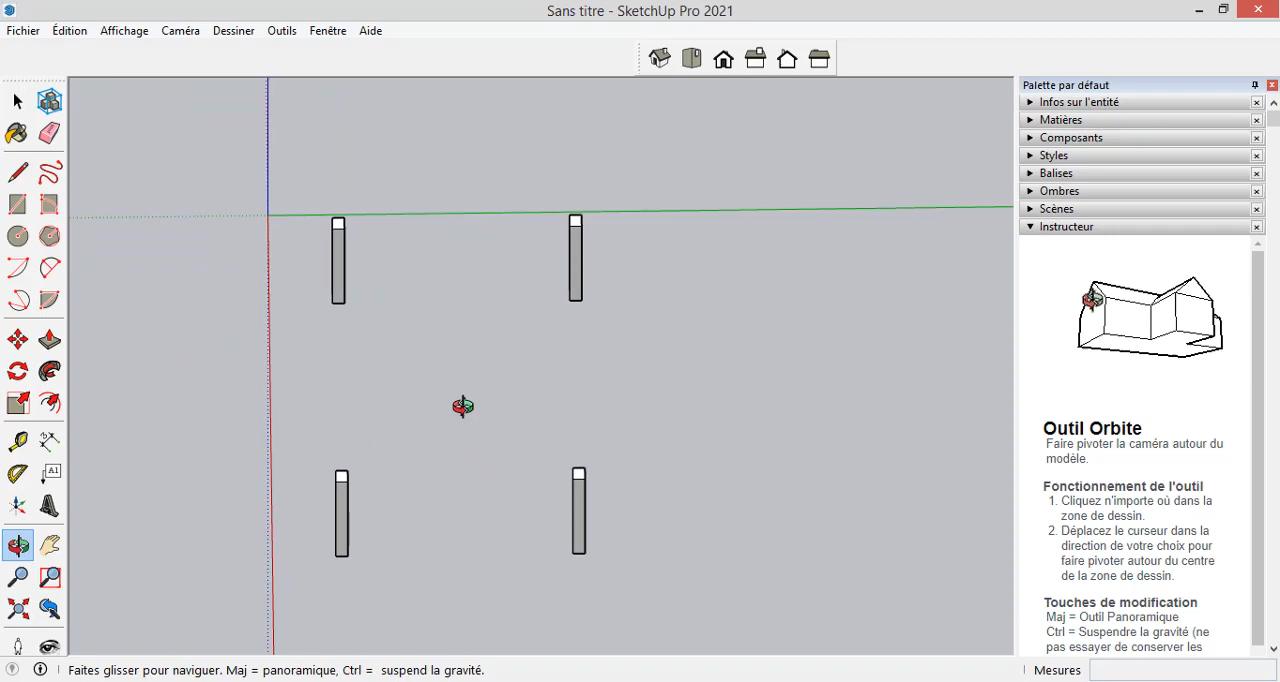 Sans titre - SketchUp Pro 2021
Fichier Édition Affichage Caméra Dessiner Outils Fenêtre Aide
Palette par défaut
Infos sur l'entité
Matières
Composants
Styles
Balises
Ombres
Scènes
Instructeur
A1
Outil Orbite
Faire pivoter la caméra autour du
modèle.
Fonctionnement de l'outil
1. Cliquez n'importe où dans la
zone de dessin.
2. Déplacez le curseur dans la
direction de votre choix pour
faire pivoter autour du centre
de la zone de dessin.
Touches de modification
Maj = Outil Panoramique
Ctrl = Suspendre la gravité (ne
pas essayer de conserver les
Faites glisser pour naviguer. Maj = panoramique, Ctrl = suspend la gravité.
Mesures